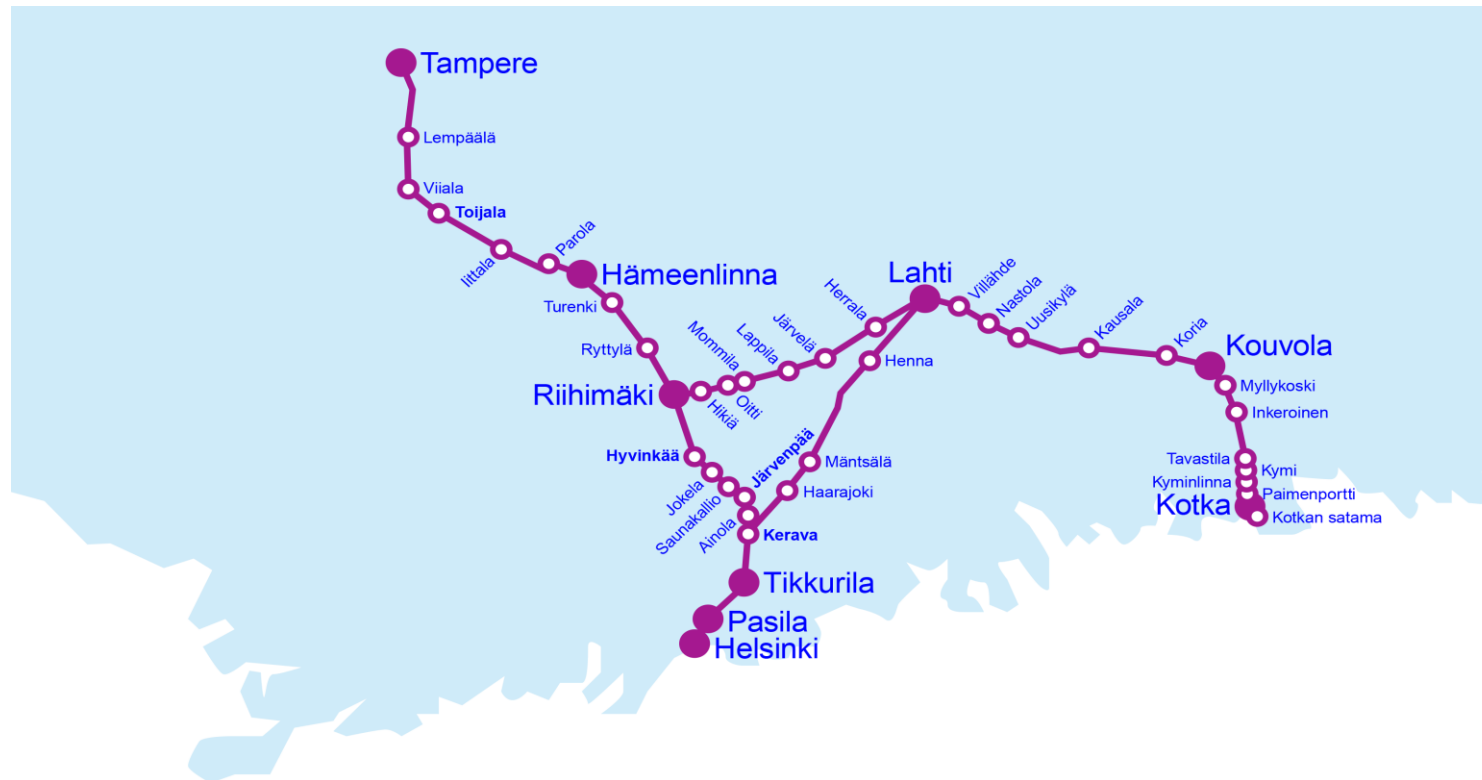 Tampere
Lempäälä
Viiala
Toijala
Iittala
Parola
Hämeenlinna
Turenki
Ryttylä
Riihimäki
Hikiä
Mommila
Oitti
Lappila
Järvelä
Herrala
Lahti
Villähde
Nastola
Uusikylä
Kausala
Koria
Kouvola
Myllykoski
Inkeroinen
Tavastila
Kymi
Kyminlinna
Paimenportti
Kotka
Kotkan satama
Henna
Mäntsälä
Haarajoki
Hyvinkää
Jokela
Saunakallio
Järvenpää
Ainola
Kerava
Tikkurila
Pasila
Helsinki